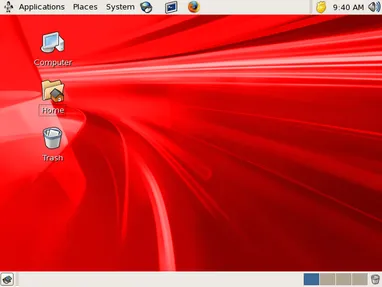 Applications Places System 9:40 AM
Computer
Home
Trash